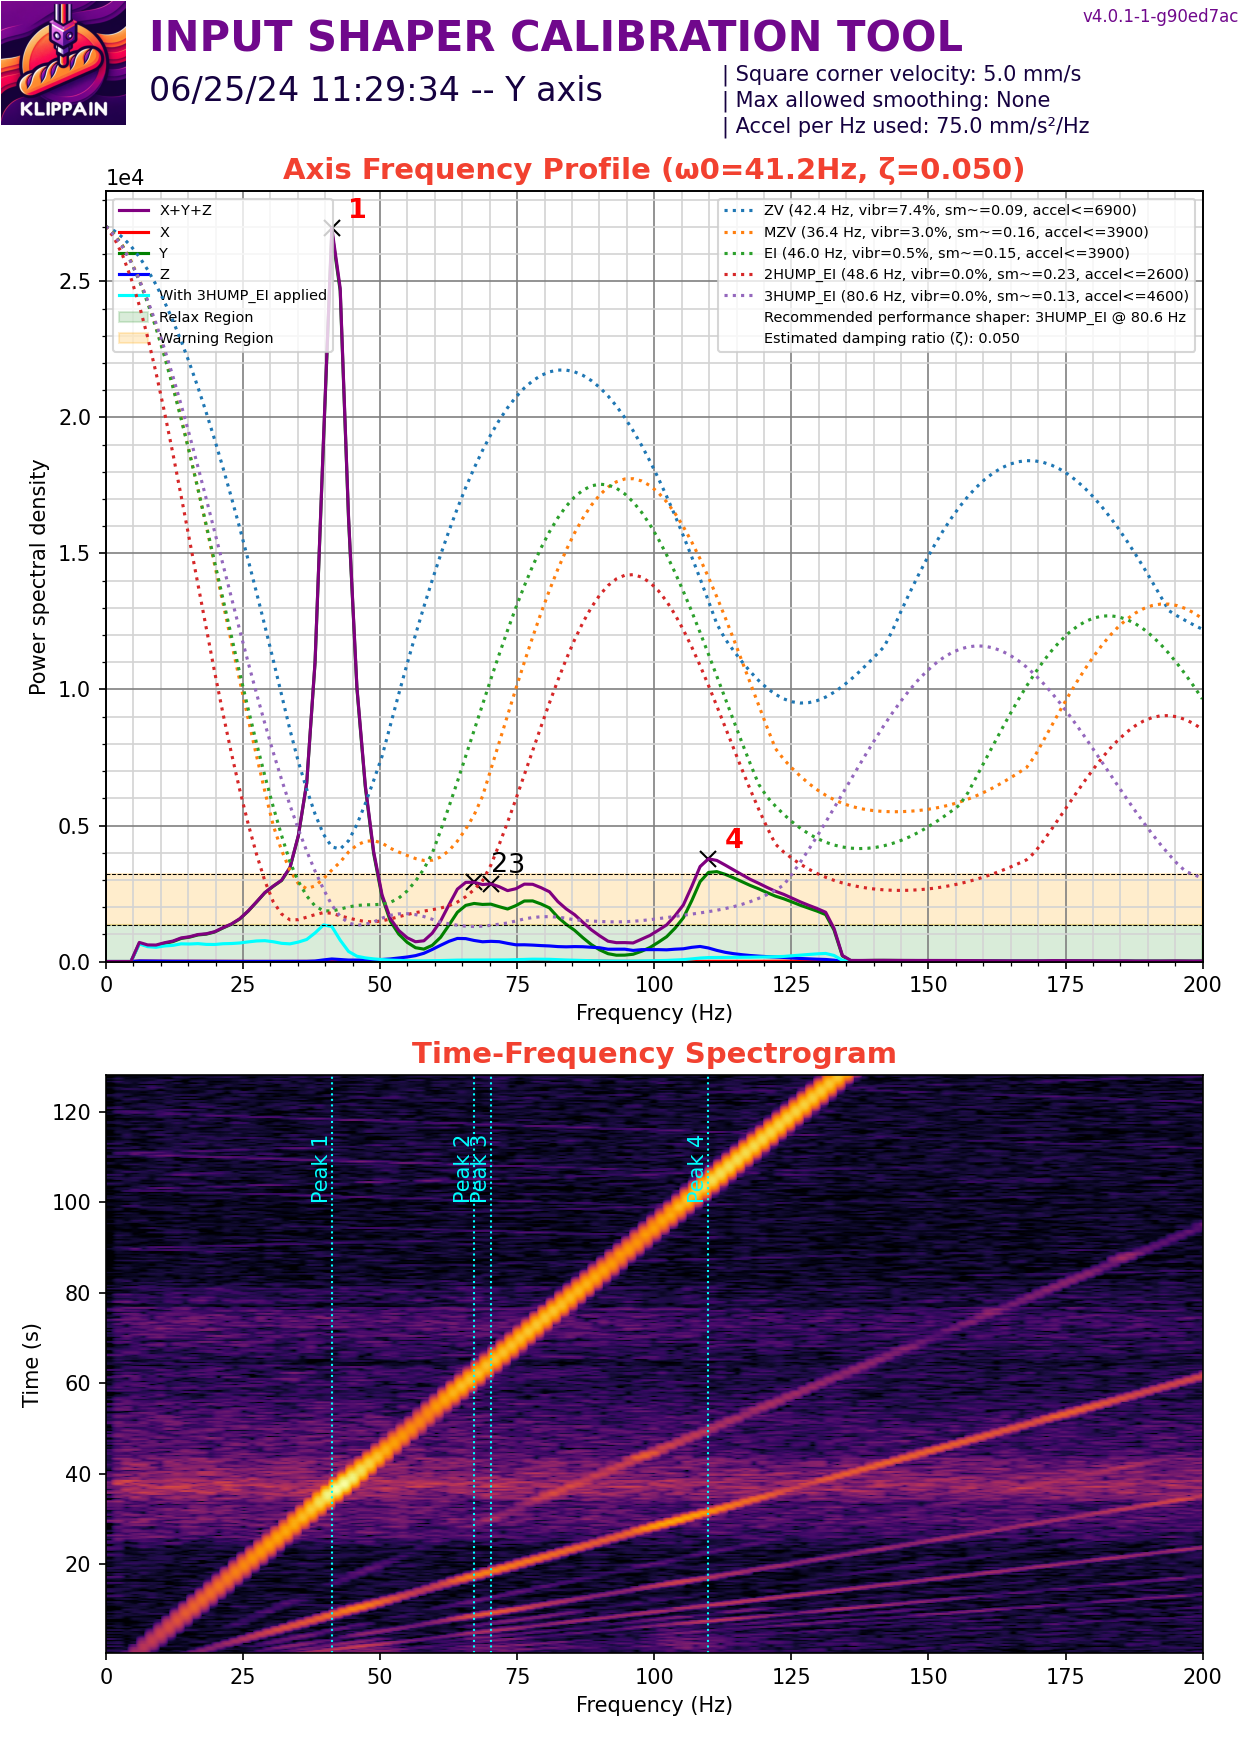 v4.0.1-1-g90ed7ac
INPUT SHAPER CALIBRATION TOOL
06/25/24 11:29:34 -- Y axis
| Square corner velocity: 5.0 mm/s
| Max allowed smoothing: None
| Accel per Hz used: 75.0 mm/s²/Hz
KLIPPAIN
Axis Frequency Profile (ω0=41.2Hz, ζ=0.050)
1e4
X+Y+Z
X
Y
Z
With 3HUMP_EI applied
Relax Region
Warning Region
1
ZV (42.4 Hz, vibr=7.4%, sm~=0.09, accel<=6900)
MZV (36.4 Hz, vibr=3.0%, sm~=0.16, accel<=3900)
EI (46.0 Hz, vibr=0.5%, sm~=0.15, accel<=3900)
2HUMP_EI (48.6 Hz, vibr=0.0%, sm~=0.23, accel<=2600)
3HUMP_EI (80.6 Hz, vibr=0.0%, sm~=0.13, accel<=4600)
Recommended performance shaper: 3HUMP_EI @ 80.6 Hz
Estimated damping ratio (ζ): 0.050
2.5
2.0
1.5
1.0
0.5
0.0
Power spectral density
2
3
4
0 25 50 75 100 125 150 175 200
Frequency (Hz)
Time-Frequency Spectrogram
120
100
80
60
40
20
Time (s)
Peak 1
Peak 2
Peak 3
Peak 4
0 25 50 75 100 125 150 175 200
Frequency (Hz)